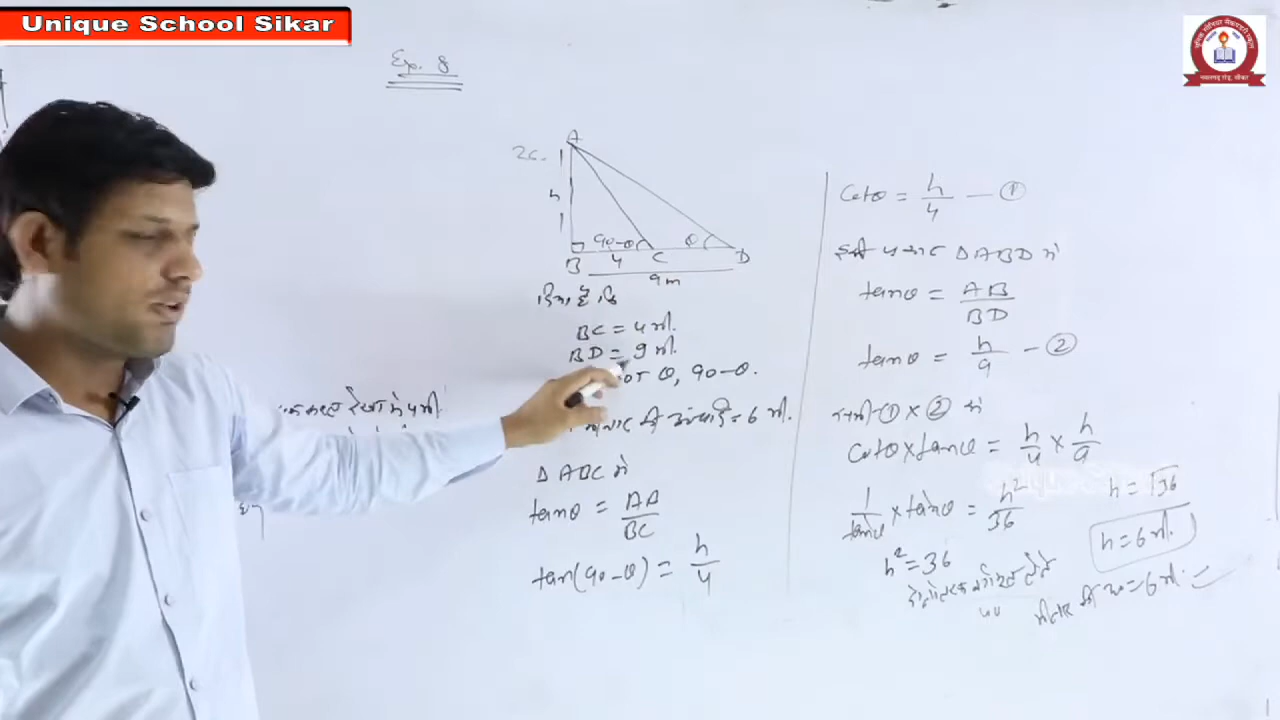 Unique School Sikar
Exp. 8
26.
A
h
90-θ θ
B 4 C D
9m
दिया है कि
BC = 4 मी.
BD = 9 मी.
θ, 90-θ.
की ऊंचाई = 6 मी.
Δ ABC में
tanθ = AB/BC
tan(90-θ) = h/4
Cotθ = h/4 — ①
इसी प्रकार Δ ABD में
tanθ = AB/BD
tanθ = h/9 - ②
समी ① × ② से
Cotθ×tanθ = h/4 × h/9
1/tanθ × tanθ = h²/36
h² = 36
h = √36
h = 6 मी.
मीनार की = 6 मी.